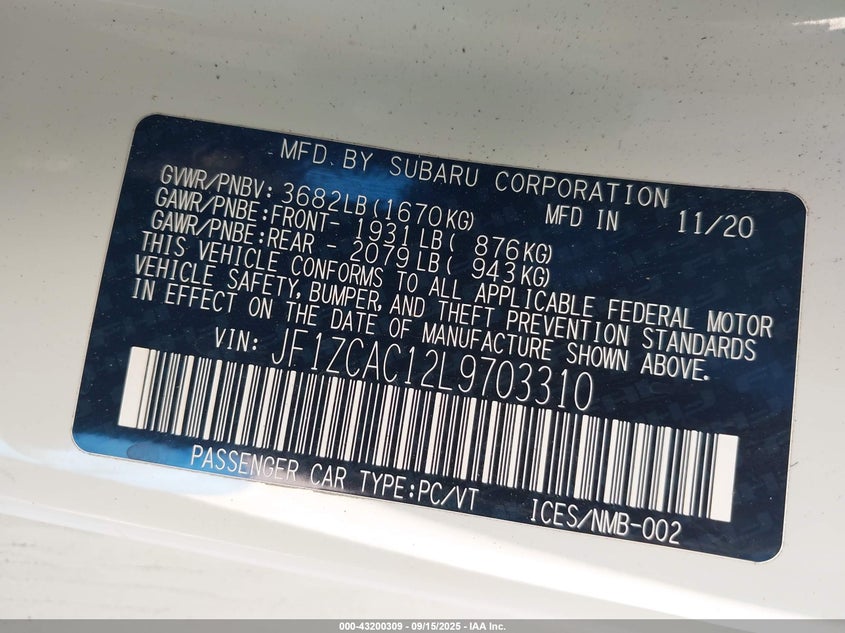 MFD. BY SUBARU CORPORATION
GVWR/PNBV: 3682LB(1670KG) MFD IN 11/20
GAWR/PNBE:FRONT- 1931LB( 876KG)
GAWR/PNBE:REAR - 2079LB( 943KG)
THIS VEHICLE CONFORMS TO ALL APPLICABLE FEDERAL MOTOR
VEHICLE SAFETY, BUMPER, AND THEFT PREVENTION STANDARDS
IN EFFECT ON THE DATE OF MANUFACTURE SHOWN ABOVE.
VIN: JF1ZCAC12L9703310
PASSENGER CAR TYPE:PC/VT ICES/NMB-002
000-43200309 - 09/15/2025 - IAA Inc.